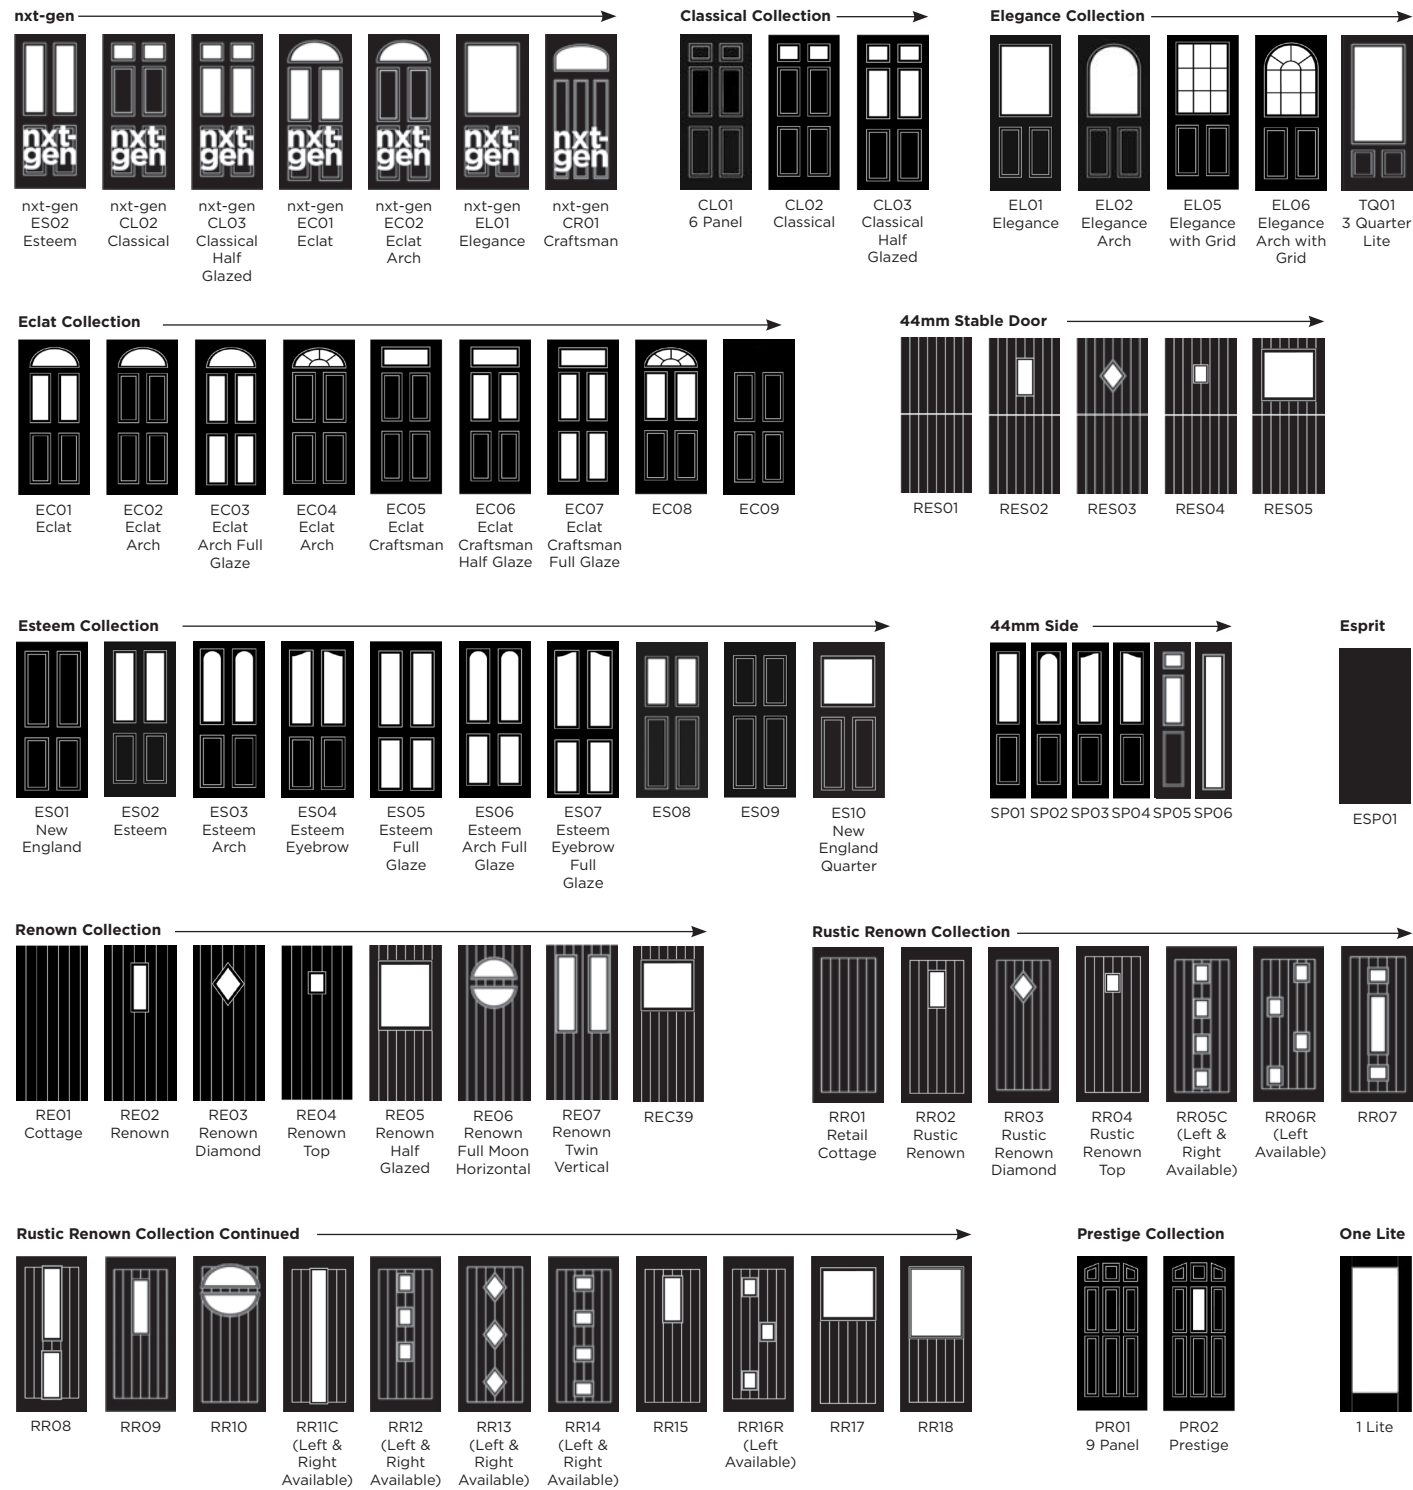 nxt-gen
Classical Collection
Elegance Collection
nxt-
gen
nxt-
gen
nxt-
gen
nxt-
gen
nxt-
gen
nxt-
gen
nxt-
gen
nxt-gen
ES02
Esteem
nxt-gen
CL02
Classical
nxt-gen
CL03
Classical
Half
Glazed
nxt-gen
EC01
Eclat
nxt-gen
EC02
Eclat
Arch
nxt-gen
EL01
Elegance
nxt-gen
CR01
Craftsman
CL01
6 Panel
CL02
Classical
CL03
Classical
Half
Glazed
EL01
Elegance
EL02
Elegance
Arch
EL05
Elegance
with Grid
EL06
Elegance
Arch with
Grid
TQ01
3 Quarter
Lite
Eclat Collection
44mm Stable Door
EC01
Eclat
EC02
Eclat
Arch
EC03
Eclat
Arch Full
Glaze
EC04
Eclat
Arch
EC05
Eclat
Craftsman
EC06
Eclat
Craftsman
Half Glaze
EC07
Eclat
Craftsman
Full Glaze
EC08
EC09
RES01
RES02
RES03
RES04
RES05
Esteem Collection
44mm Side
Esprit
ES01
New
England
ES02
Esteem
ES03
Esteem
Arch
ES04
Esteem
Eyebrow
ES05
Esteem
Full
Glaze
ES06
Esteem
Arch Full
Glaze
ES07
Esteem
Eyebrow
Full
Glaze
ES08
ES09
ES10
New
England
Quarter
SP01 SP02 SP03 SP04 SP05 SP06
ESP01
Renown Collection
Rustic Renown Collection
RE01
Cottage
RE02
Renown
RE03
Renown
Diamond
RE04
Renown
Top
RE05
Renown
Half
Glazed
RE06
Renown
Full Moon
Horizontal
RE07
Renown
Twin
Vertical
REC39
RR01
Retail
Cottage
RR02
Rustic
Renown
RR03
Rustic
Renown
Diamond
RR04
Rustic
Renown
Top
RR05C
(Left &
Right
Available)
RR06R
(Left
Available)
RR07
Rustic Renown Collection Continued
Prestige Collection
One Lite
RR08
RR09
RR10
RR11C
(Left &
Right
Available)
RR12
(Left &
Right
Available)
RR13
(Left &
Right
Available)
RR14
(Left &
Right
Available)
RR15
RR16R
(Left
Available)
RR17
RR18
PR01
9 Panel
PR02
Prestige
1 Lite